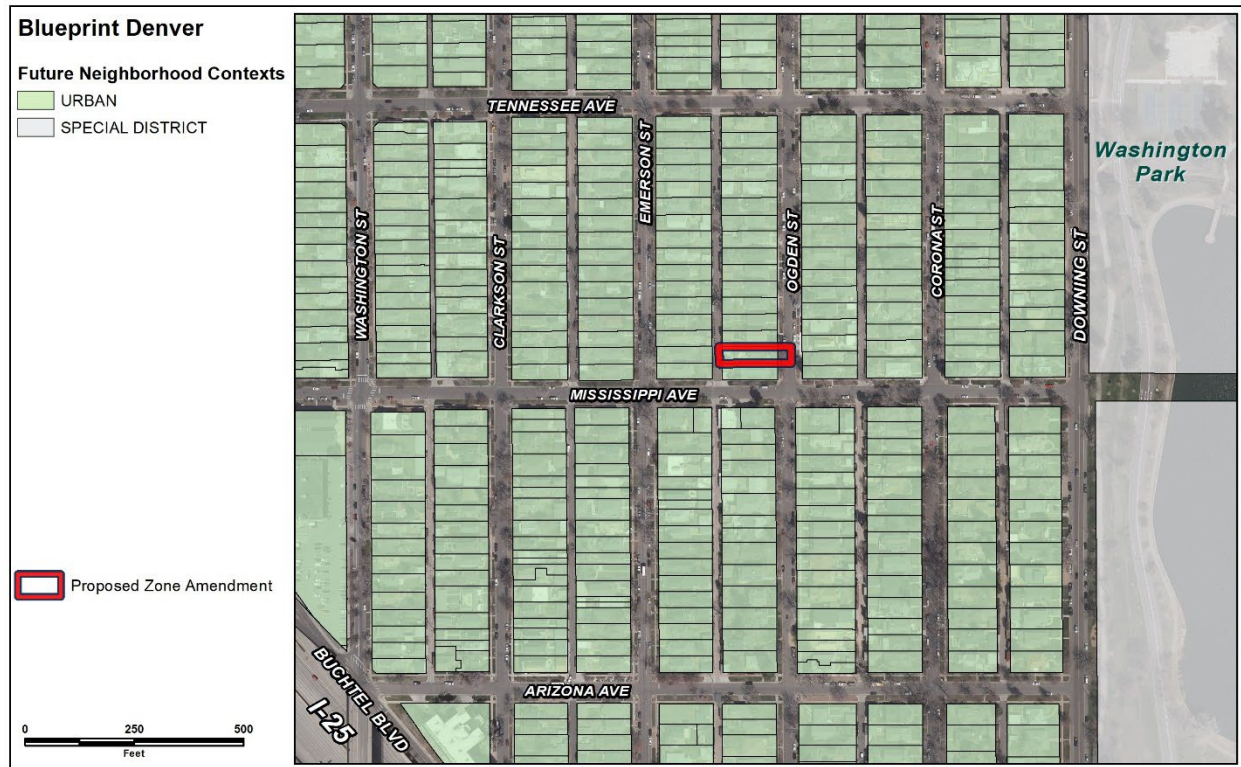 Blueprint Denver
Future Neighborhood Contexts
URBAN
SPECIAL DISTRICT
Proposed Zone Amendment
0 250 500
Feet
TENNESSEE AVE
Washington
Park
WASHINGTON ST
CLARKSON ST
EMERSON ST
OGDEN ST
CORONA ST
DOWNING ST
MISSISSIPPI AVE
ARIZONA AVE
BUCHTEL BLVD
I-25